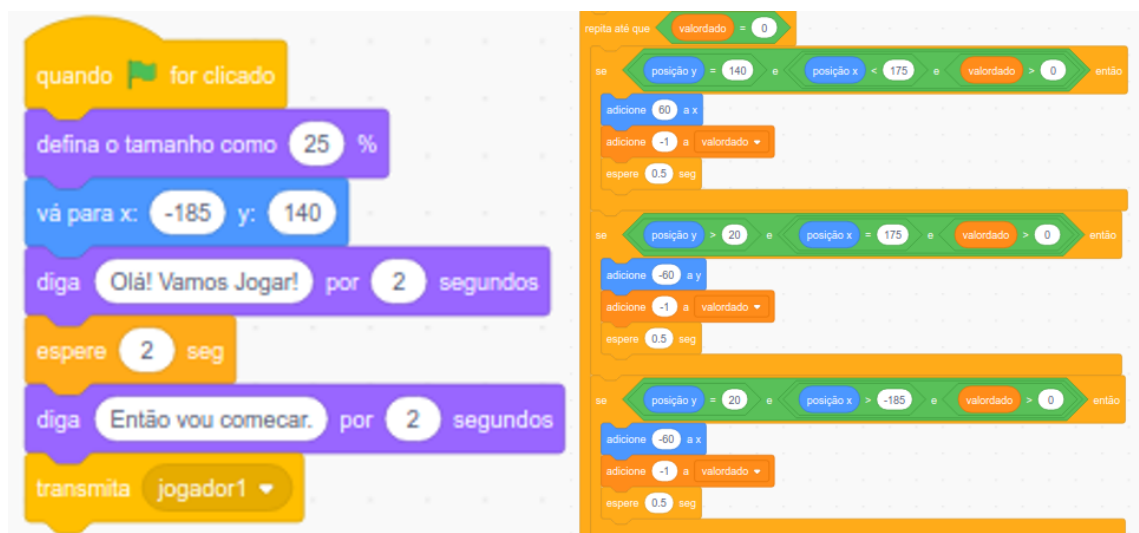 quando for clicado
defina o tamanho como 25 %
vá para x: -185 y: 140
diga Olá! Vamos Jogar! por 2 segundos
espere 2 seg
diga Então vou comecar. por 2 segundos
transmita jogador1
repita até que valordado = 0
se posição y = 140 e posição x < 175 e valordado > 0 então
adicione 60 a x
adicione -1 a valordado
espere 0.5 seg
se posição y > 20 e posição x = 175 e valordado > 0 então
adicione -60 a y
adicione -1 a valordado
espere 0.5 seg
se posição y = 20 e posição x > -185 e valordado > 0 então
adicione -60 a x
adicione -1 a valordado
espere 0.5 seg